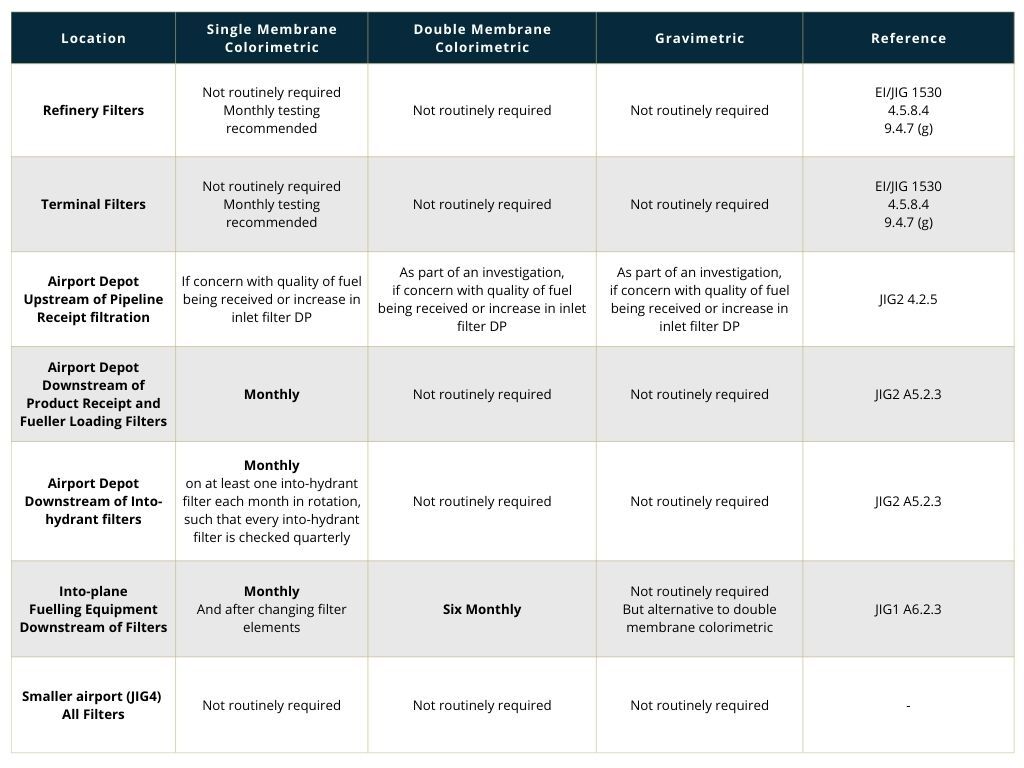 Location
Single Membrane
Colorimetric
Double Membrane
Colorimetric
Gravimetric
Reference
Refinery Filters
Not routinely required
Monthly testing
recommended
Not routinely required
Not routinely required
EI/JIG 1530
4.5.8.4
9.4.7 (g)
Terminal Filters
Not routinely required
Monthly testing
recommended
Not routinely required
Not routinely required
EI/JIG 1530
4.5.8.4
9.4.7 (g)
Airport Depot
Upstream of Pipeline
Receipt filtration
If concern with quality of fuel
being received or increase in
inlet filter DP
As part of an investigation,
if concern with quality of fuel
being received or increase in inlet
filter DP
As part of an investigation,
if concern with quality of fuel
being received or increase in
inlet filter DP
JIG2 4.2.5
Airport Depot
Downstream of
Product Receipt and
Fueller Loading Filters
Monthly
Not routinely required
Not routinely required
JIG2 A5.2.3
Airport Depot
Downstream of Into-
hydrant filters
Monthly
on at least one into-hydrant
filter each month in rotation,
such that every into-hydrant
filter is checked quarterly
Not routinely required
Not routinely required
JIG2 A5.2.3
Into-plane
Fuelling Equipment
Downstream of Filters
Monthly
And after changing filter
elements
Six Monthly
Not routinely required
But alternative to double
membrane colorimetric
JIG1 A6.2.3
Smaller airport (JIG4)
All Filters
Not routinely required
Not routinely required
Not routinely required
-